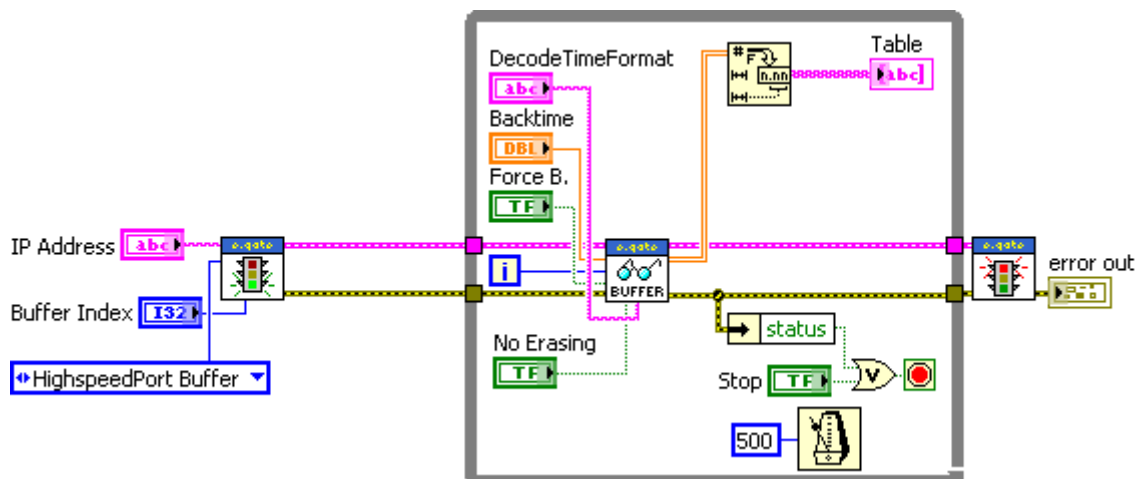 DecodeTimeFormat
abc
Backtime
DBL
Force B.
TF
# F
n.nn
Table
abc]
IP Address
abc
e.gate
e.gate
BUFFER
e.gate
error out
i
Buffer Index
I32
HighspeedPort Buffer
No Erasing
TF
status
Stop
TF
V
500